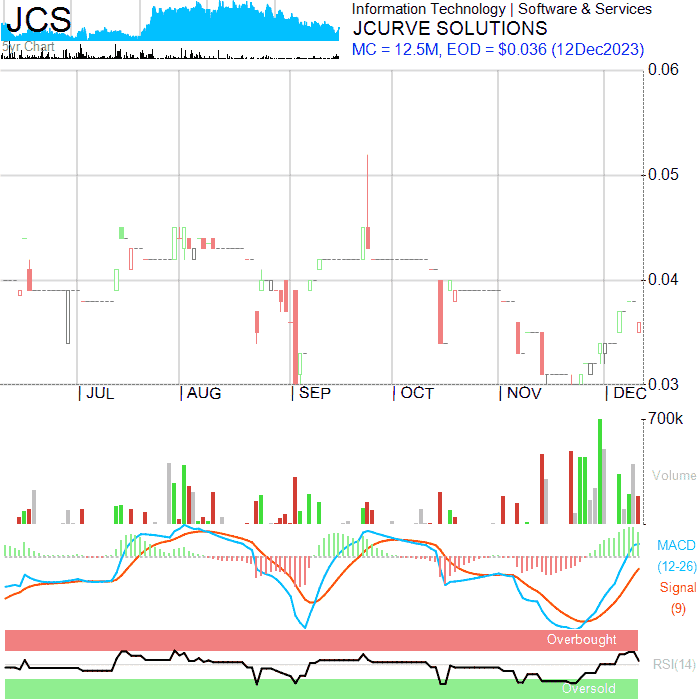 JCS
5yr Chart
Information Technology | Software & Services
JCURVE SOLUTIONS
MC = 12.5M, EOD = $0.036 (12Dec2023)
0.06
0.05
0.04
0.03
| JUL | AUG | SEP | OCT | NOV | DEC
700k
Volume
MACD
(12-26)
Signal
(9)
Overbought
RSI(14)
Oversold